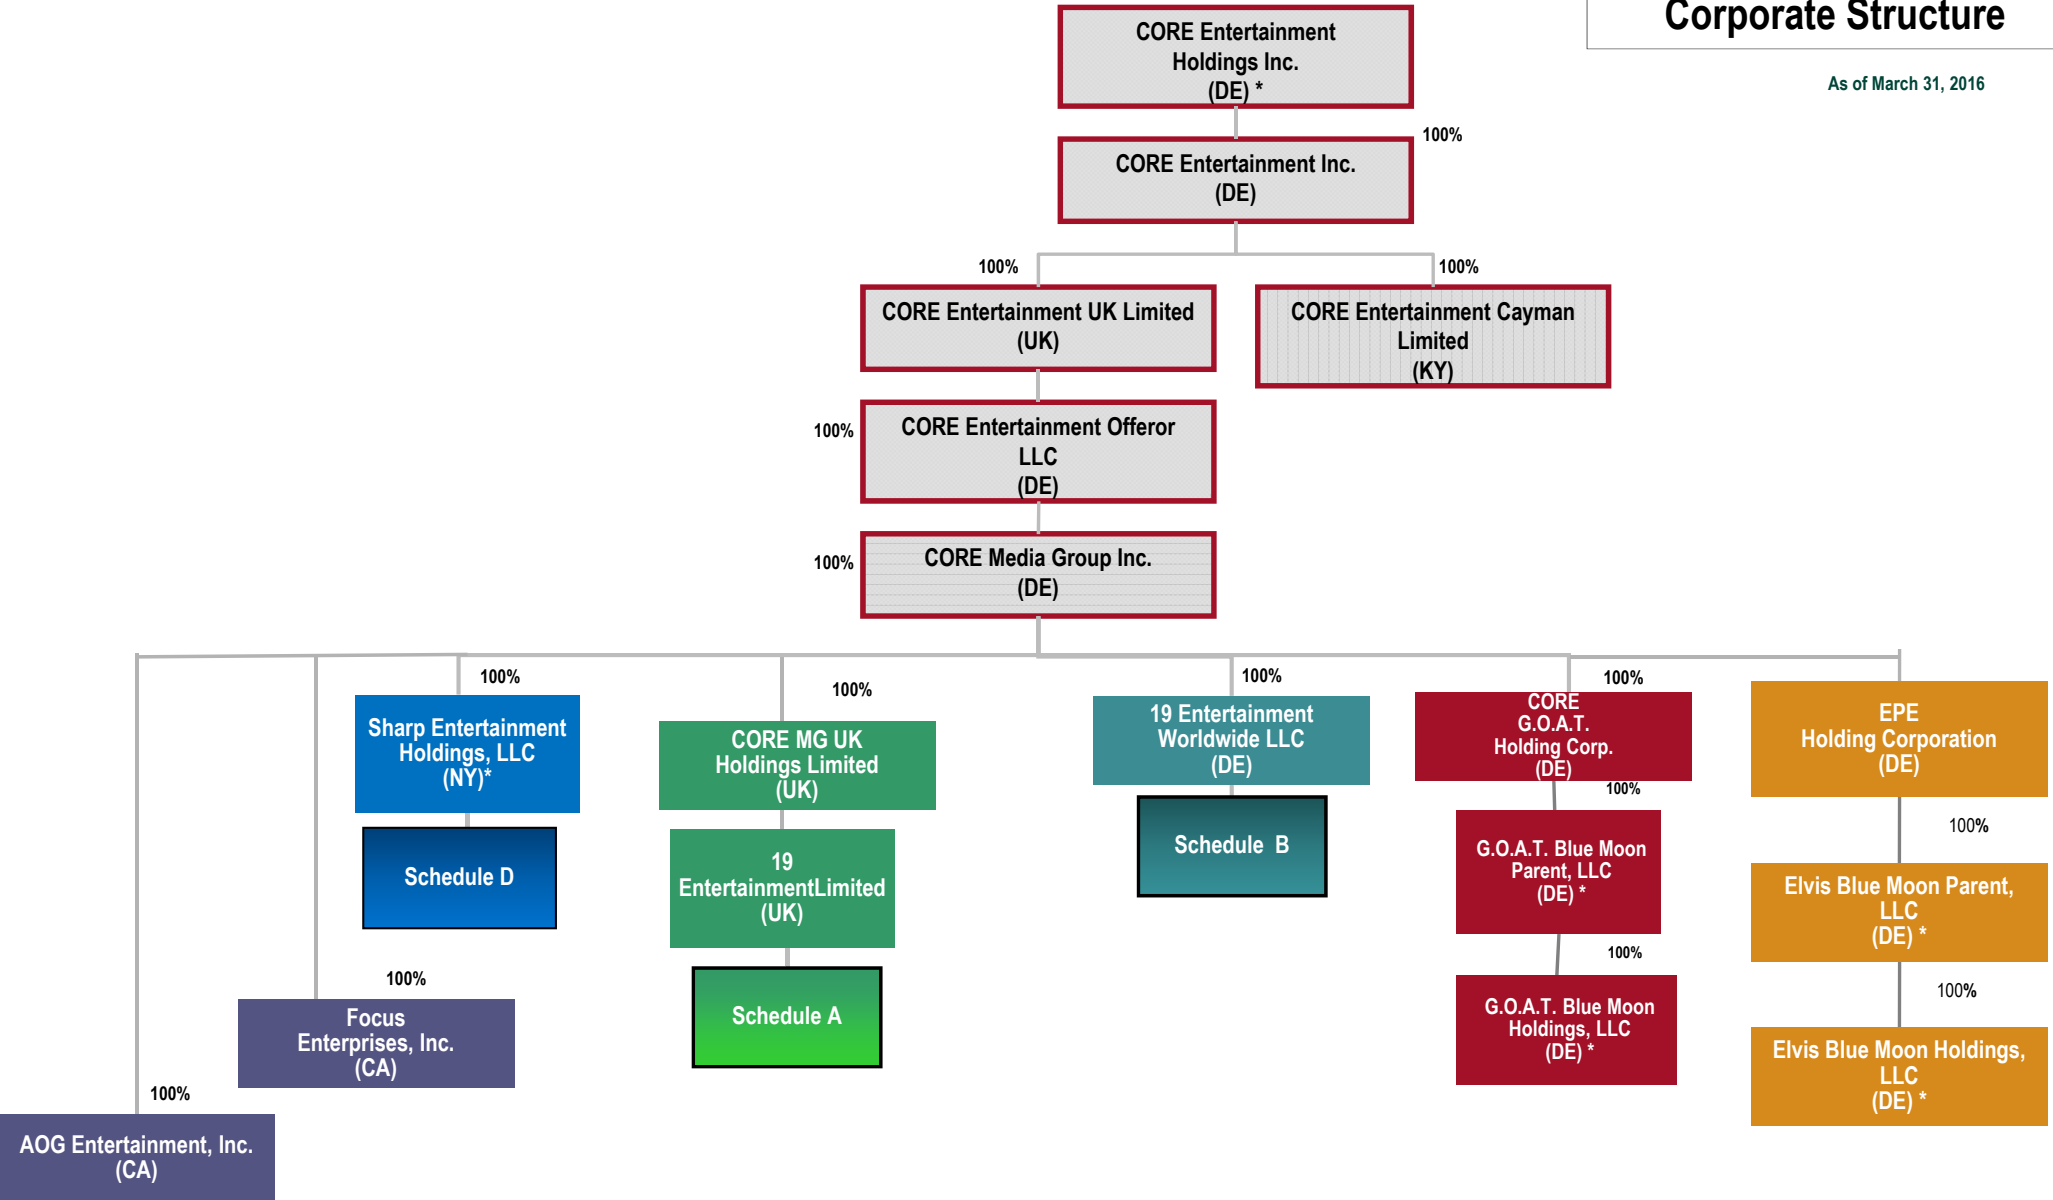 Corporate Structure
As of March 31, 2016
CORE Entertainment
Holdings Inc.
(DE) *
100%
CORE Entertainment Inc.
(DE)
100%
100%
CORE Entertainment UK Limited
(UK)
CORE Entertainment Cayman
Limited
(KY)
100%
CORE Entertainment Offeror
LLC
(DE)
100%
CORE Media Group Inc.
(DE)
100%
Sharp Entertainment
Holdings, LLC
(NY)*
Schedule D
100%
CORE MG UK
Holdings Limited
(UK)
19
EntertainmentLimited
(UK)
Schedule A
100%
19 Entertainment
Worldwide LLC
(DE)
Schedule B
100%
CORE
G.O.A.T.
Holding Corp.
(DE)
100%
G.O.A.T. Blue Moon
Parent, LLC
(DE) *
100%
G.O.A.T. Blue Moon
Holdings, LLC
(DE) *
EPE
Holding Corporation
(DE)
100%
Elvis Blue Moon Parent,
LLC
(DE) *
100%
Elvis Blue Moon Holdings,
LLC
(DE) *
100%
Focus
Enterprises, Inc.
(CA)
100%
AOG Entertainment, Inc.
(CA)